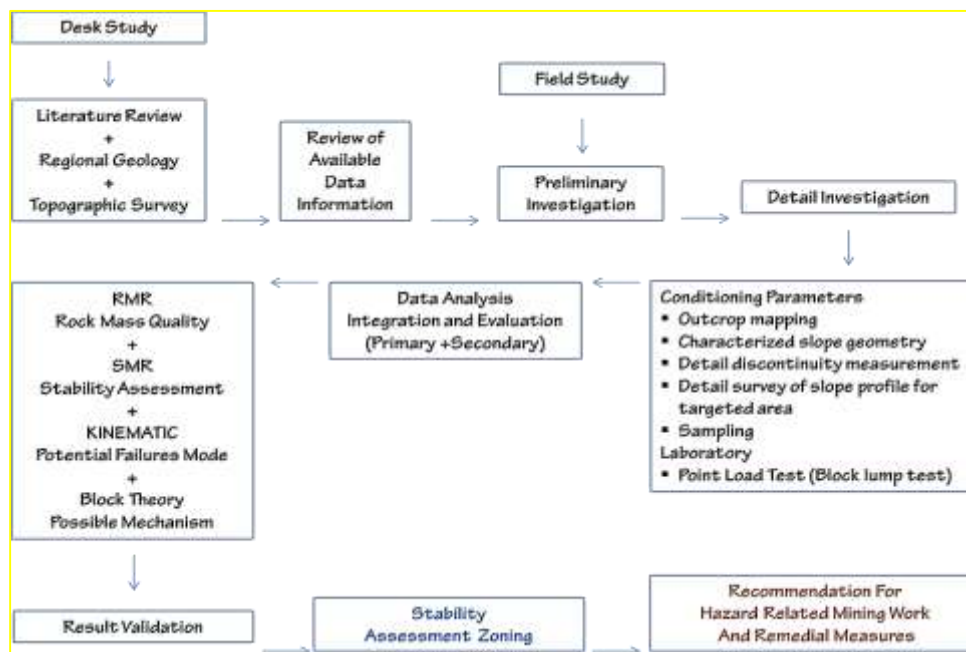 Desk Study
Field Study
Literature Review
+
Regional Geology
+
Topographic Survey
Review of
Available
Data
Information
Preliminary
Investigation
Detail Investigation
RMR
Rock Mass Quality
+
SMR
Stability Assessment
+
KINEMATIC
Potential Failures Mode
+
Block Theory
Possible Mechanism
Data Analysis
Integration and Evaluation
(Primary +Secondary)
Conditioning Parameters
▪ Outcrop mapping
▪ Characterized slope geometry
▪ Detail discontinuity measurement
▪ Detail survey of slope profile for
targeted area
▪ Sampling
Laboratory
▪ Point Load Test (Block lump test)
Result Validation
Stability
Assessment Zoning
Recommendation For
Hazard Related Mining Work
And Remedial Measures